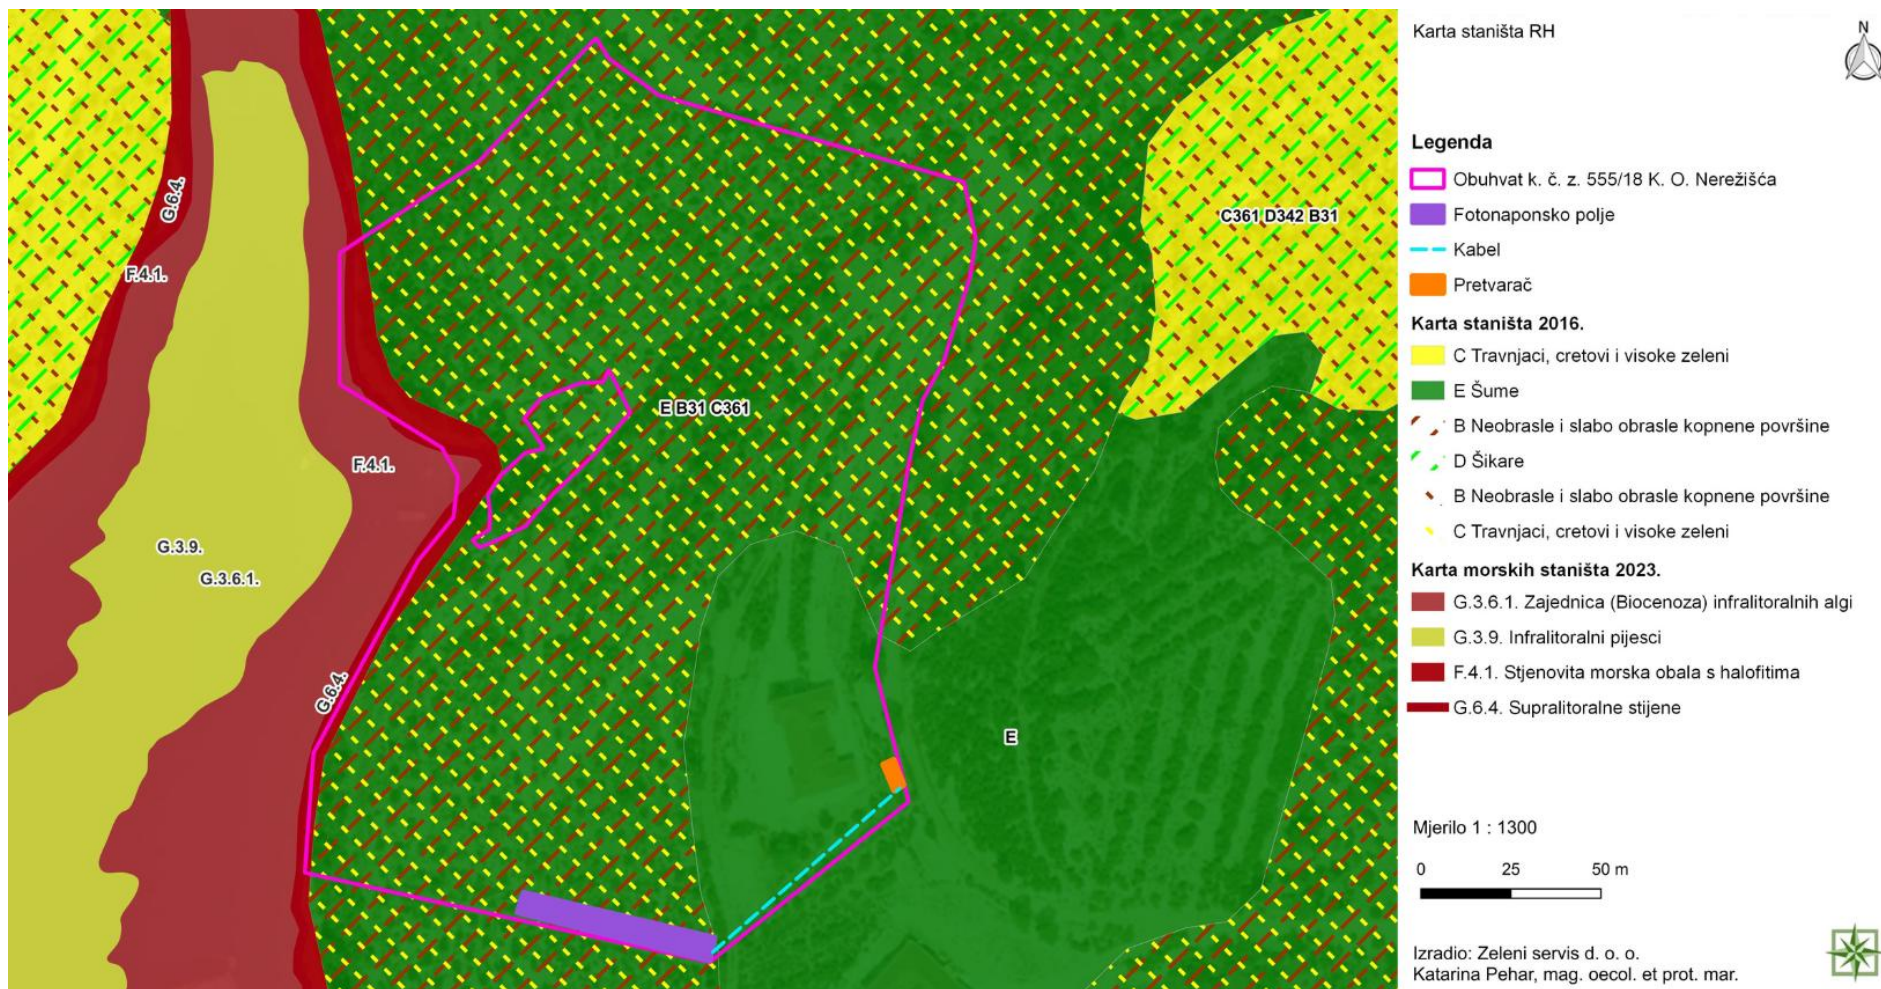 Karta staništa RH
N
Legenda
Obuhvat k. č. z. 555/18 K. O. Nerežišća
Fotonaponsko polje
Kabel
Pretvarač
Karta staništa 2016.
C Travnjaci, cretovi i visoke zeleni
E Šume
B Neobrasle i slabo obrasle kopnene površine
D Šikare
B Neobrasle i slabo obrasle kopnene površine
C Travnjaci, cretovi i visoke zeleni
Karta morskih staništa 2023.
G.3.6.1. Zajednica (Biocenoza) infralitoralnih algi
G.3.9. Infralitoralni pijesci
F.4.1. Stjenovita morska obala s halofitima
G.6.4. Supralitoralne stijene
Mjerilo 1 : 1300
0 25 50 m
Izradio: Zeleni servis d. o. o.
Katarina Pehar, mag. oecol. et prot. mar.
G.6.4.
F.4.1.
C361 D342 B31
E B31 C361
F.4.1.
G.3.9.
G.3.6.1.
G.6.4.
E